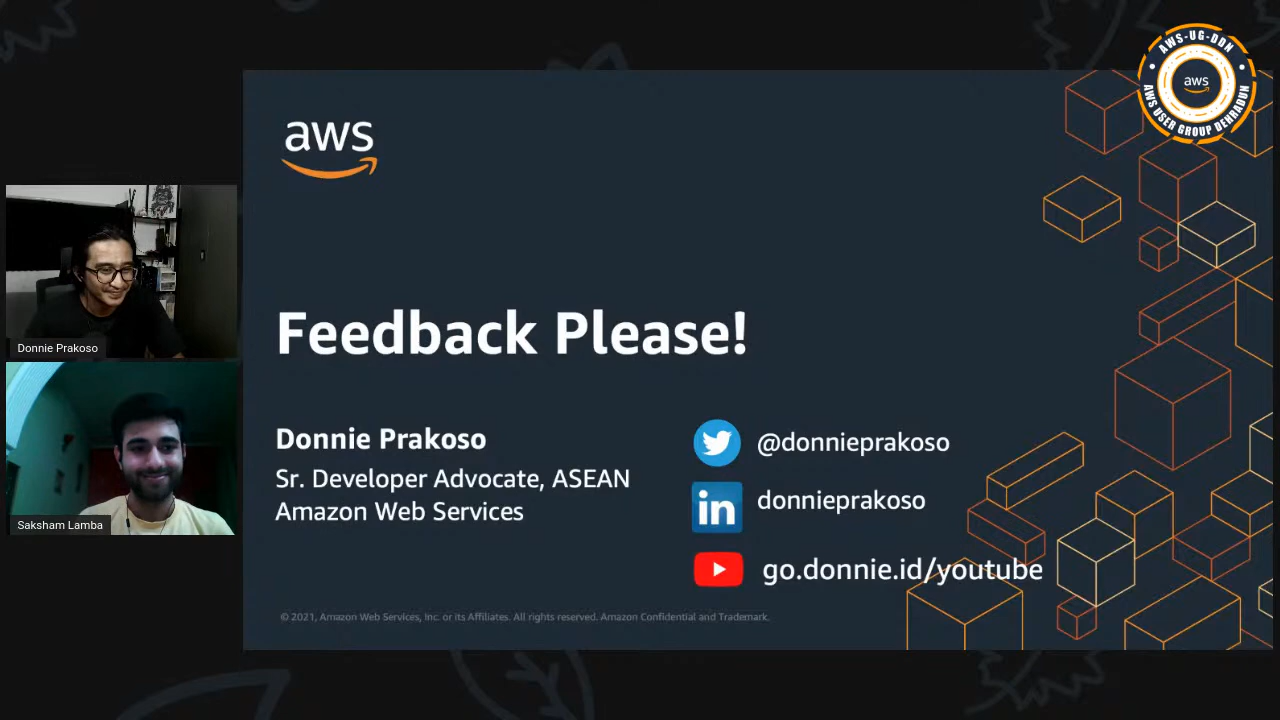 AWS-UG-DDN
aws
AWS USER GROUP DEHRADUN
aws
Feedback Please!
Donnie Prakoso
Sr. Developer Advocate, ASEAN
Amazon Web Services
@donnieprakoso
in
donnieprakoso
go.donnie.id/youtube
© 2021, Amazon Web Services, Inc. or its Affiliates. All rights reserved. Amazon Confidential and Trademark.
Donnie Prakoso
Saksham Lamba